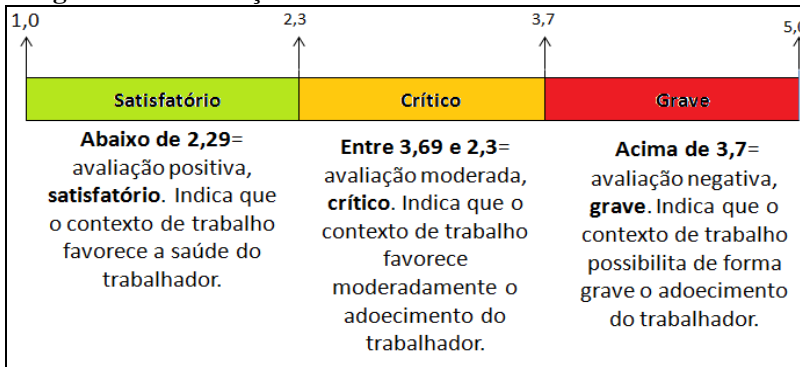 1,0 2,3 3,7
Satisfatório Crítico Grave
Abaixo de 2,29=
avaliação positiva,
satisfatório. Indica que
o contexto de trabalho
favorece a saúde do
trabalhador.
Entre 3,69 e 2,3=
avaliação moderada,
crítico. Indica que o
contexto de trabalho
favorece
moderadamente o
adoecimento do
trabalhador.
Acima de 3,7=
avaliação negativa,
grave. Indica que o
contexto de trabalho
possibilita de forma
grave o adoecimento
do trabalhador.